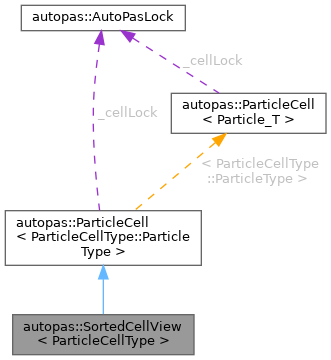 autopas::AutoPasLock
_cellLock
autopas::ParticleCell
< Particle_T >
_cellLock
< ParticleCellType
::ParticleType >
autopas::ParticleCell
< ParticleCellType::Particle
Type >
autopas::SortedCellView
< ParticleCellType >